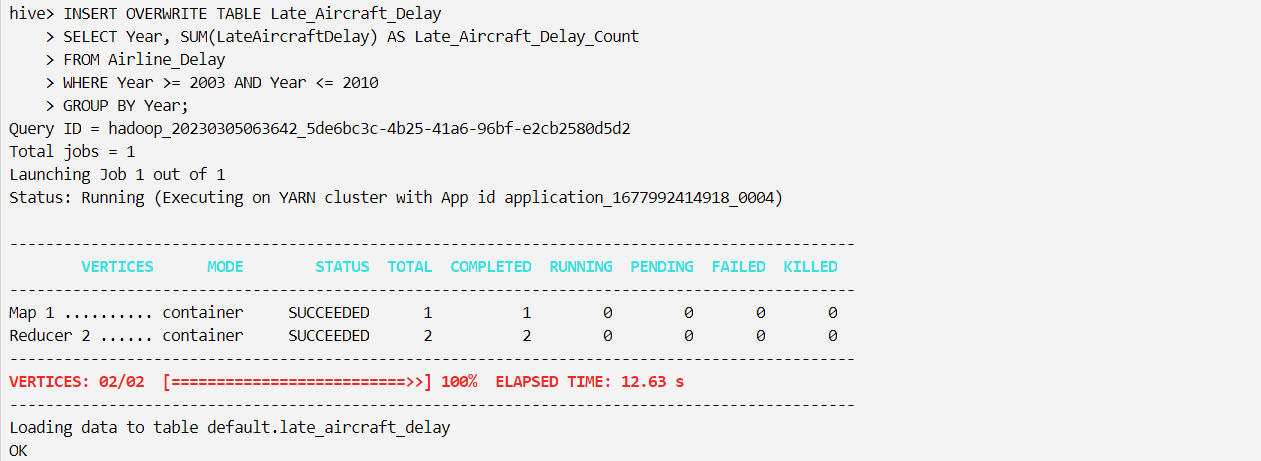 hive> INSERT OVERWRITE TABLE Late_Aircraft_Delay
    > SELECT Year, SUM(LateAircraftDelay) AS Late_Aircraft_Delay_Count
    > FROM Airline_Delay
    > WHERE Year >= 2003 AND Year <= 2010
    > GROUP BY Year;
Query ID = hadoop_20230305063642_5de6bc3c-4b25-41a6-96bf-e2cb2580d5d2
Total jobs = 1
Launching Job 1 out of 1
Status: Running (Executing on YARN cluster with App id application_1677992414918_0004)

----------------------------------------------------------------------------------------------
        VERTICES      MODE        STATUS  TOTAL  COMPLETED  RUNNING  PENDING  FAILED  KILLED
----------------------------------------------------------------------------------------------
Map 1 .......... container     SUCCEEDED      1          1        0        0       0       0
Reducer 2 ...... container     SUCCEEDED      2          2        0        0       0       0
----------------------------------------------------------------------------------------------
VERTICES: 02/02  [==========================>>] 100%  ELAPSED TIME: 12.63 s
----------------------------------------------------------------------------------------------
Loading data to table default.late_aircraft_delay
OK